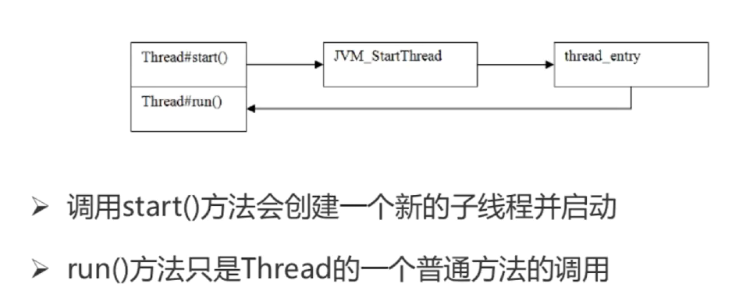 Thread#start()
JVM_StartThread
thread_entry
Thread#run()
调用start()方法会创建一个新的子线程并启动
run()方法只是Thread的一个普通方法的调用